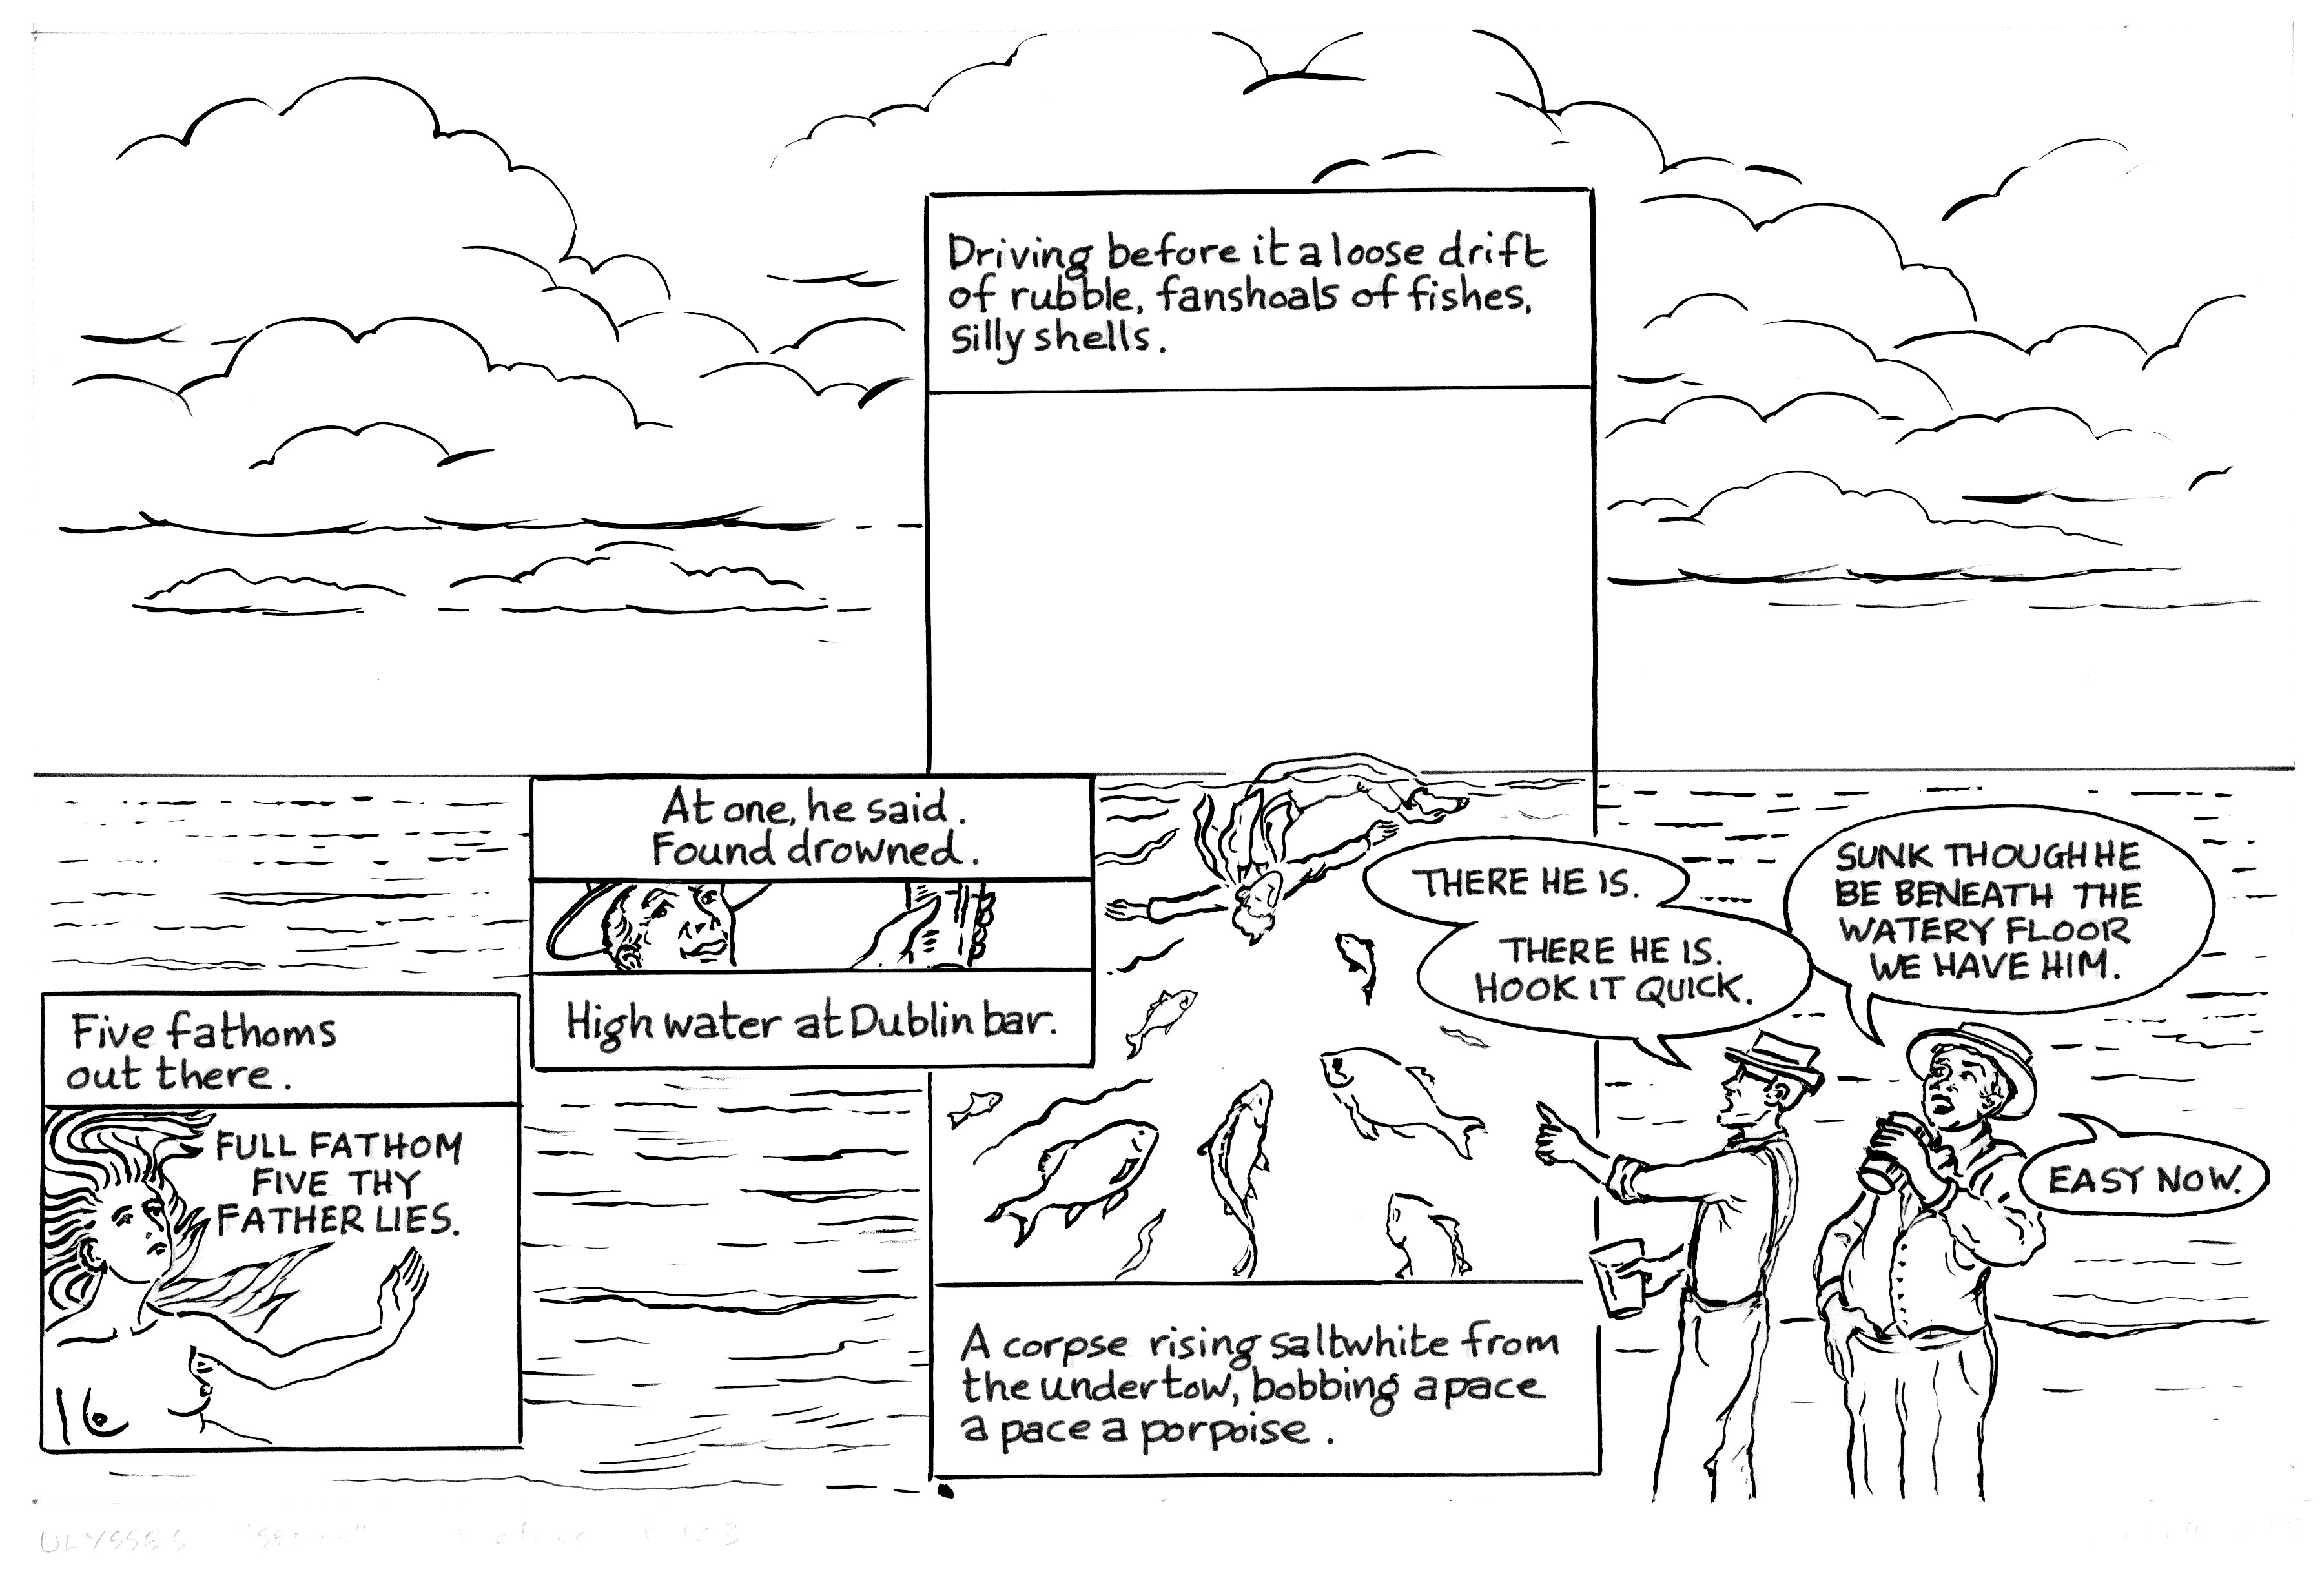 Five fathoms
out there.
FULL FATHOM
FIVE THY
FATHER LIES.
At one, he said.
Found drowned.
High water at Dublin bar.
Driving before it a loose drift
of rubble, fanshoals of fishes,
silly shells.
A corpse rising saltwhite from
the undertow, bobbing apace
a pace a porpoise.
THERE HE IS.
THERE HE IS.
HOOK IT QUICK.
SUNK THOUGH HE
BE BENEATH THE
WATERY FLOOR
WE HAVE HIM.
EASY NOW.
ULYSSES